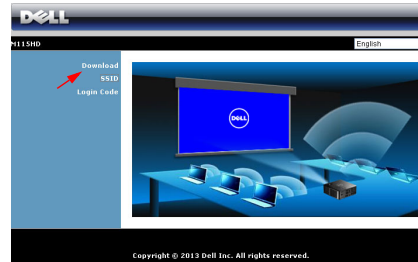 DELL
M115HD
English
Download
SSID
Login Code
DELL
Copyright © 2013 Dell Inc. All rights reserved.